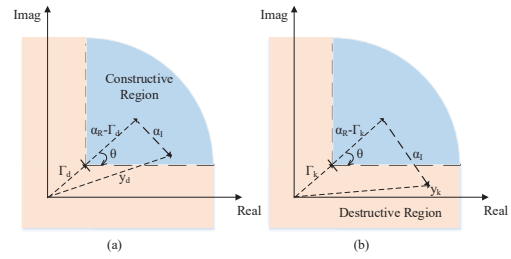 Imag
Constructive
Region
α_R-Γ_d
α_I
θ
Γ_d
y_d
Real
(a)
Imag
α_R-Γ_k
α_I
θ
Γ_k
y_k
Real
Destructive Region
(b)